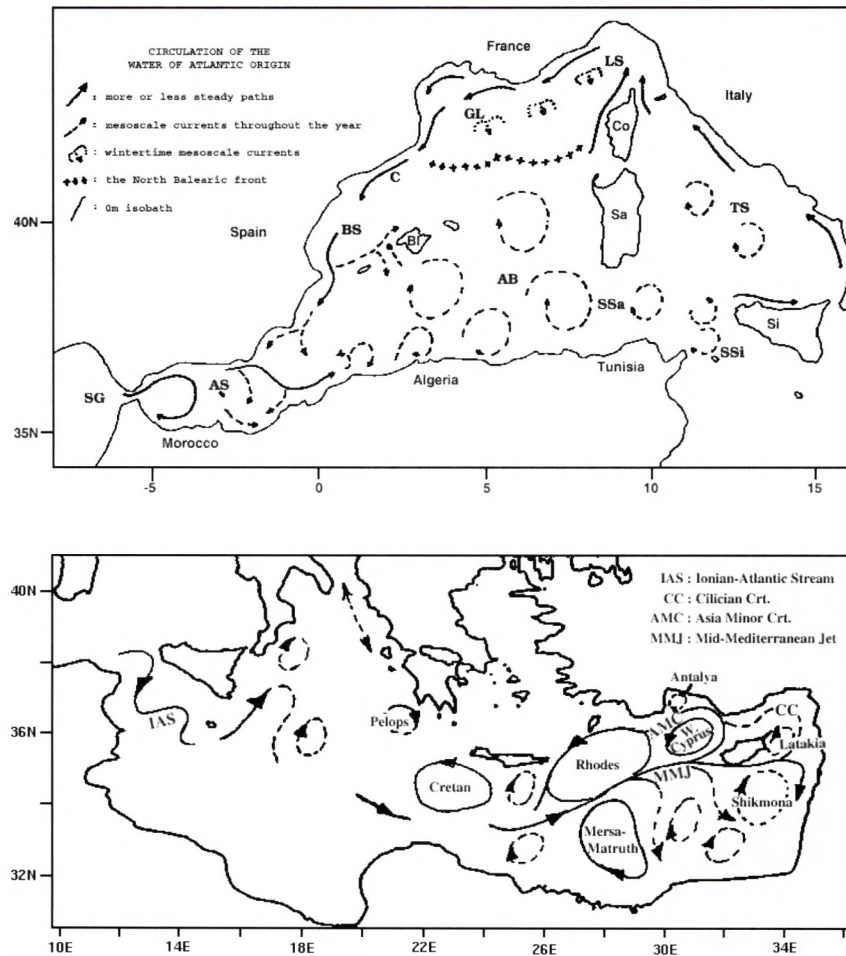 CIRCULATION OF THE
WATER OF ATLANTIC ORIGIN
: more or less steady paths
: mesoscale currents throughout the year
: wintertime mesoscale currents
: the North Balearic front
: 0m isobath
France
LS
Italy
GL
Co
C
40N
Spain
BS
BI
Sa
TS
AB
SSa
Si
SSi
SG
AS
Algeria
Tunisia
35N
Morocco
-5
0
5
10
15
40N
IAS : Ionian-Atlantic Stream
CC : Cilician Crt.
AMC : Asia Minor Crt.
MMJ : Mid-Mediterranean Jet
Antalya
36N
IAS
Pelops
AMC
W.
Cyprus
CC
Latakia
Rhodes
MMJ
Cretan
Shikmona
Mersa-
Matruth
32N
10E
14E
18E
22E
26E
30E
34E